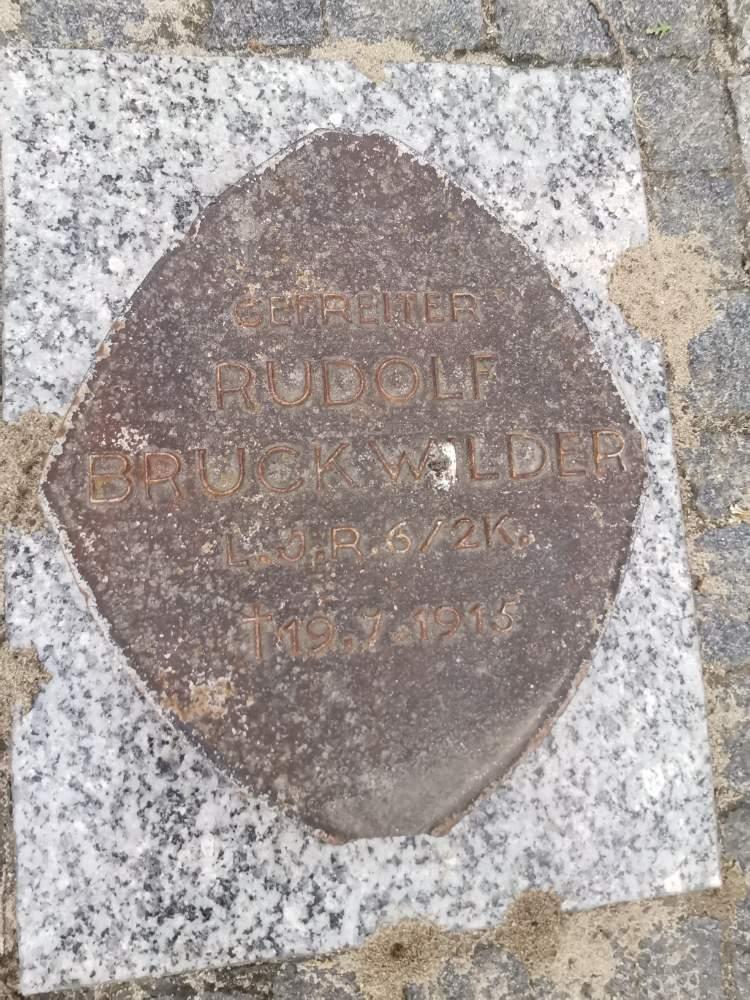 GEFREITER
RUDOLF
BRUCKWILDER
L.J.R.6/2K.
†19.7.1915